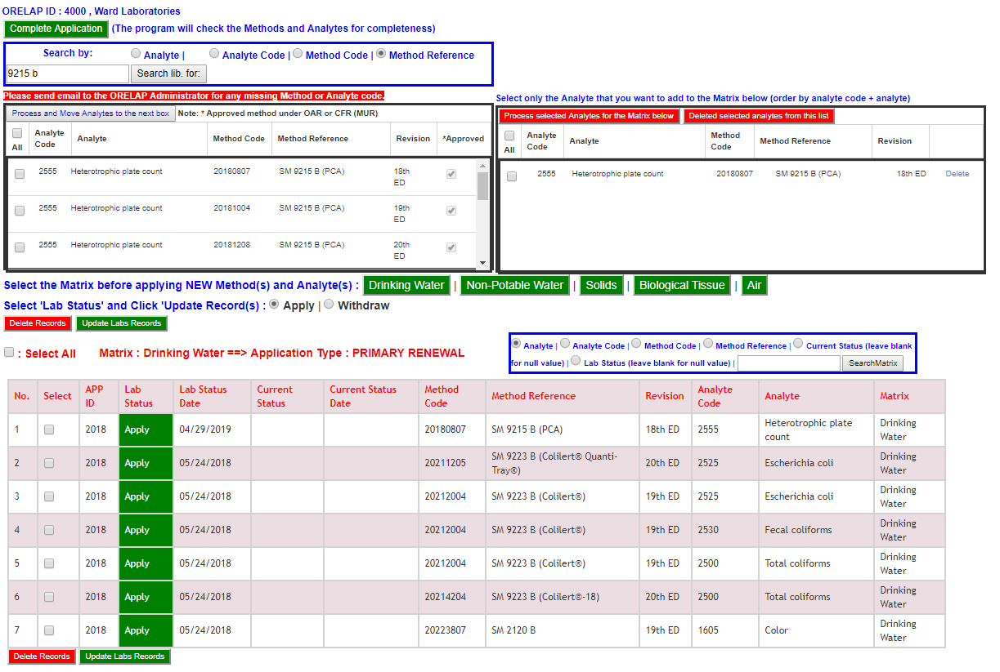 ORELAP ID : 4000 , Ward Laboratories
Complete Application (The program will check the Methods and Analytes for completeness)
Search by: Analyte | Analyte Code | Method Code | Method Reference
9215 b Search lib. for:
Please send email to the ORELAP Administrator for any missing Method or Analyte code.
Process and Move Analytes to the next box Note: * Approved method under OAR or CFR (MUR)
All Analyte Code Analyte Method Code Method Reference Revision *Approved
2555 Heterotrophic plate count 20180807 SM 9215 B (PCA) 18th ED
2555 Heterotrophic plate count 20181004 SM 9215 B (PCA) 19th ED
2555 Heterotrophic plate count 20181208 SM 9215 B (PCA) 20th ED
Select only the Analyte that you want to add to the Matrix below (order by analyte code + analyte)
Process selected Analytes for the Matrix below Deleted selected analytes from this list
All Analyte Code Analyte Method Code Method Reference Revision
2555 Heterotrophic plate count 20180807 SM 9215 B (PCA) 18th ED Delete
Select the Matrix before applying NEW Method(s) and Analyte(s) : Drinking Water | Non-Potable Water | Solids | Biological Tissue | Air
Select 'Lab Status' and Click 'Update Record(s) : Apply | Withdraw
Delete Records Update Labs Records
: Select All Matrix : Drinking Water ==> Application Type : PRIMARY RENEWAL
Analyte | Analyte Code | Method Code | Method Reference | Current Status (leave blank
for null value) | Lab Status (leave blank for null value) | SearchMatrix
No. Select APP ID Lab Status Lab Status Date Current Status Current Status Date Method Code Method Reference Revision Analyte Code Analyte Matrix
1 2018 Apply 04/29/2019 20180807 SM 9215 B (PCA) 18th ED 2555 Heterotrophic plate count Drinking Water
2 2018 Apply 05/24/2018 20211205 SM 9223 B (Colilert® Quanti-Tray®) 20th ED 2525 Escherichia coli Drinking Water
3 2018 Apply 05/24/2018 20212004 SM 9223 B (Colilert®) 19th ED 2525 Escherichia coli Drinking Water
4 2018 Apply 05/24/2018 20212004 SM 9223 B (Colilert®) 19th ED 2530 Fecal coliforms Drinking Water
5 2018 Apply 05/24/2018 20212004 SM 9223 B (Colilert®) 19th ED 2500 Total coliforms Drinking Water
6 2018 Apply 05/24/2018 20214204 SM 9223 B (Colilert®-18) 20th ED 2500 Total coliforms Drinking Water
7 2018 Apply 05/24/2018 20223807 SM 2120 B 19th ED 1605 Color Drinking Water
Delete Records Update Labs Records